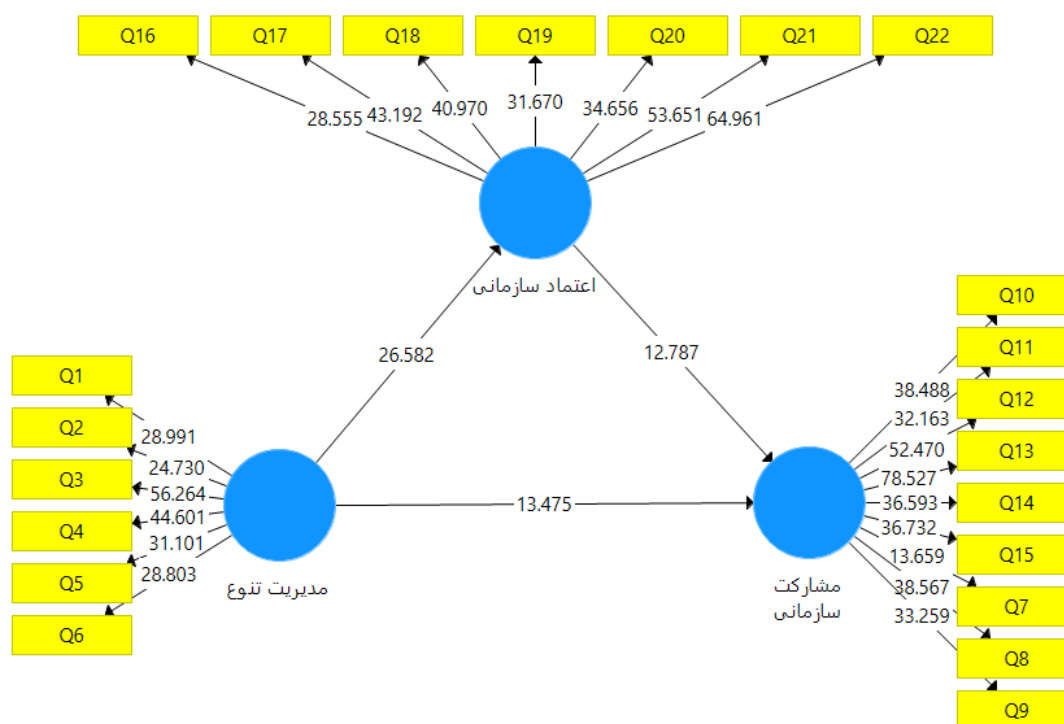 Q16 Q17 Q18 Q19 Q20 Q21 Q22
28.555 43.192 40.970 31.670 34.656 53.651 64.961
اعتماد سازمانی
26.582
12.787
Q1
Q2
Q3
Q4
Q5
Q6
28.991
24.730
56.264
44.601
31.101
28.803
مدیریت تنوع
13.475
مشارکت
سازمانی
38.488
32.163
52.470
78.527
36.593
36.732
13.659
38.567
33.259
Q10
Q11
Q12
Q13
Q14
Q15
Q7
Q8
Q9